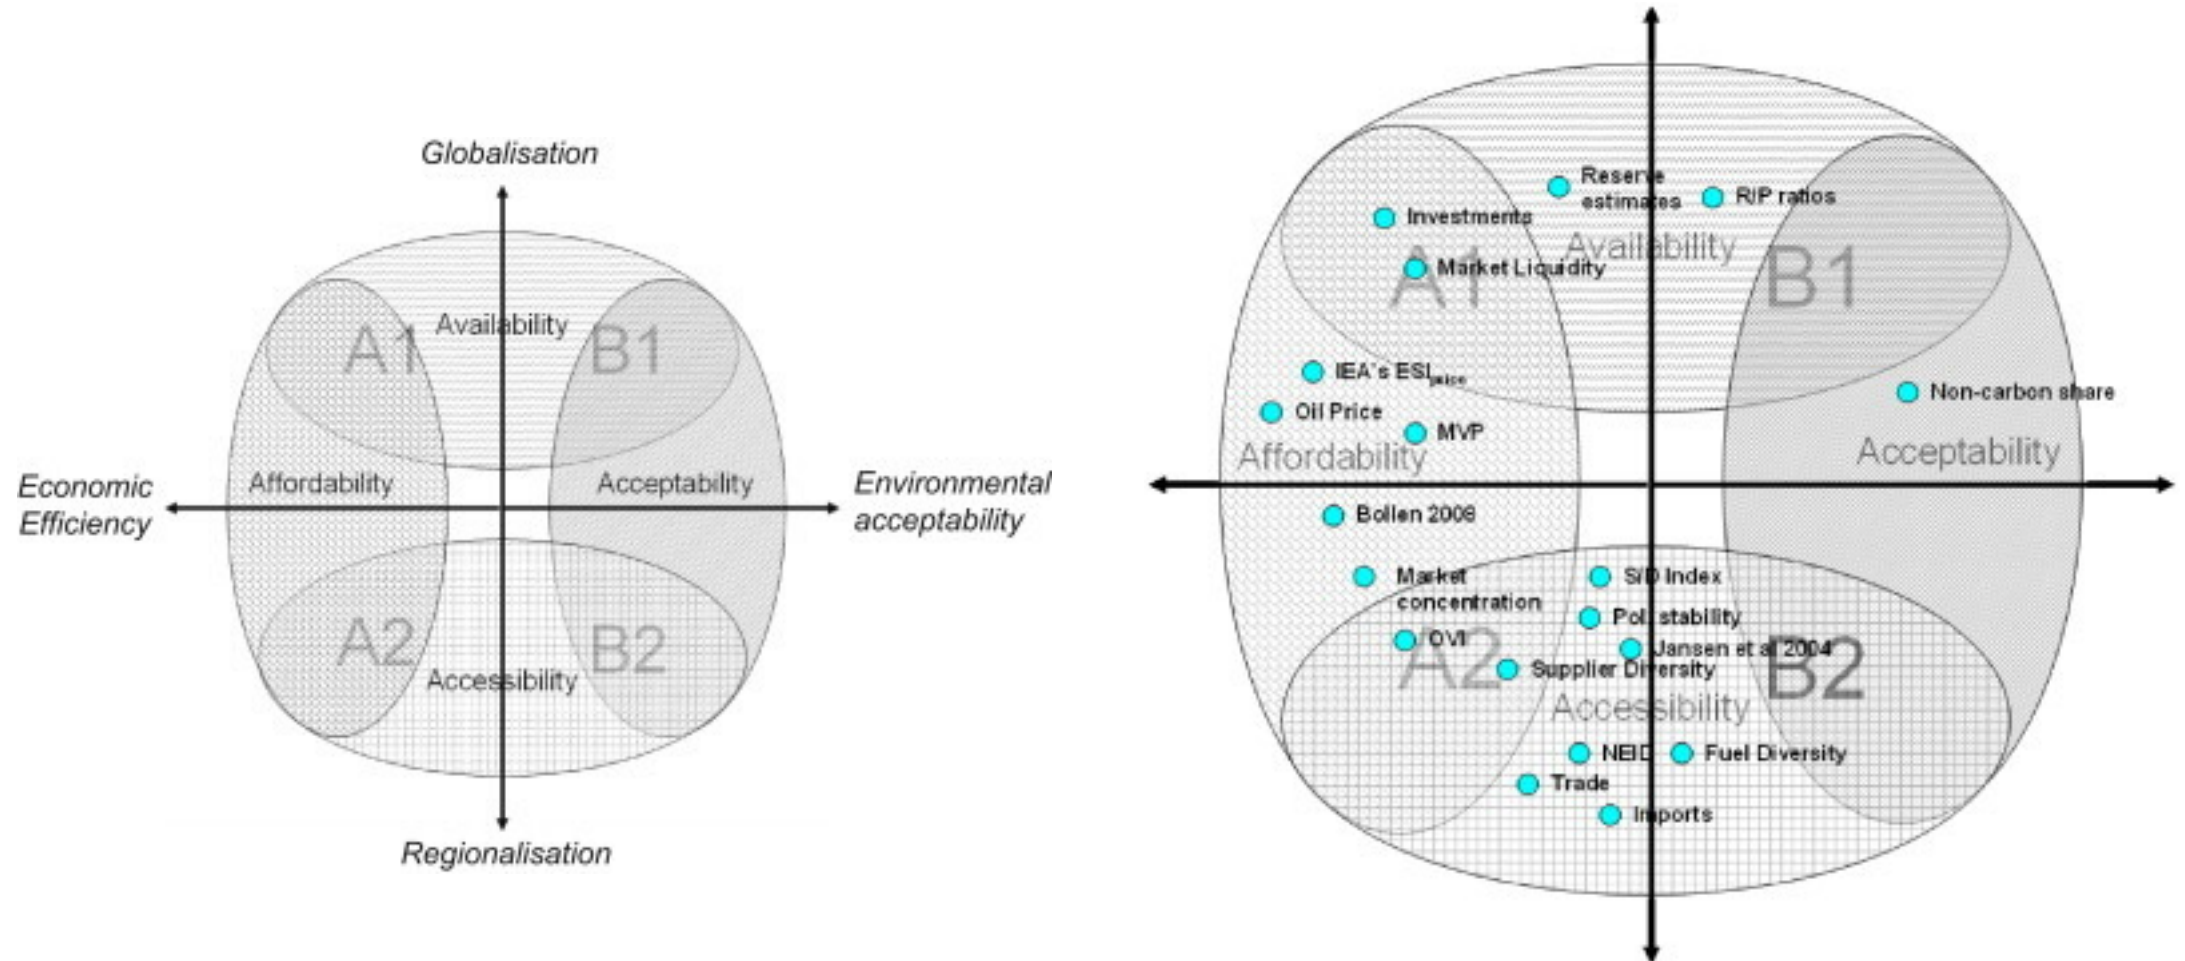 Globalisation
Availability
A1
B1
Economic
Efficiency
Affordability
Acceptability
Environmental
acceptability
A2
B2
Accessibility
Regionalisation
Reserve
estimates
R/P ratios
Investments
Availability
A1
B1
Market Liquidity
IEA's ESIprice
Non-carbon share
Oil Price
MVP
Affordability
Acceptability
Bollen 2008
Market
concentration
S/D Index
Pol. stability
OVI
Jansen et al 2004
A2
B2
Supplier Diversity
Accessibility
NEID
Fuel Diversity
Trade
Imports